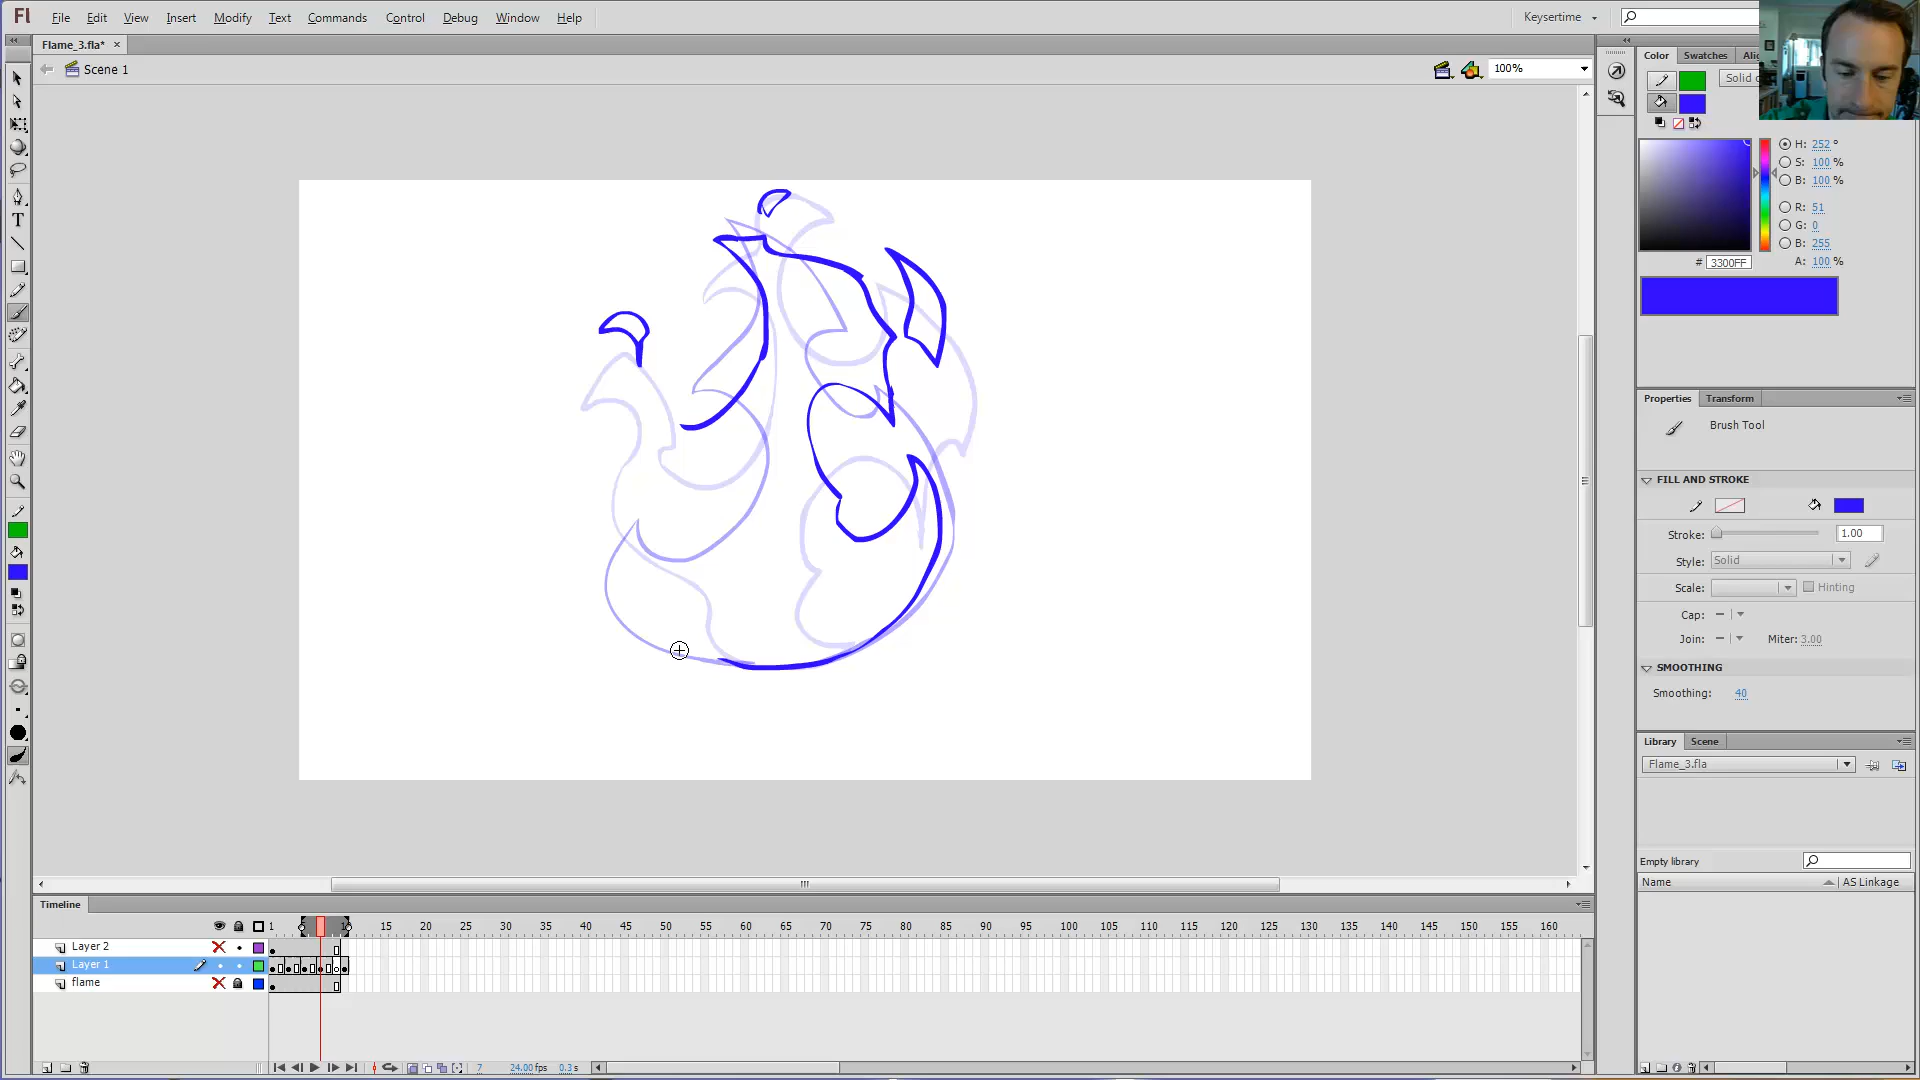 Fl File Edit View Insert Modify Text Commands Control Debug Window Help Keysertime
Flame_3.fla* ×
Scene 1
100%
Color Swatches
Solid
H: 252 °
S: 100 %
B: 100 %
R: 51
G: 0
B: 255
# 3300FF A: 100 %
Properties Transform
Brush Tool
FILL AND STROKE
Stroke: 1.00
Style: Solid
Scale: Hinting
Cap:
Join: Miter: 3.00
SMOOTHING
Smoothing: 40
Library Scene
Flame_3.fla
Empty library
Name AS Linkage
Timeline
1 5 10 15 20 25 30 35 40 45 50 55 60 65 70 75 80 85 90 95 100 105 110 115 120 125 130 135 140 145 150 155 160
Layer 2
Layer 1
flame
7 24.00 fps 0.3 s